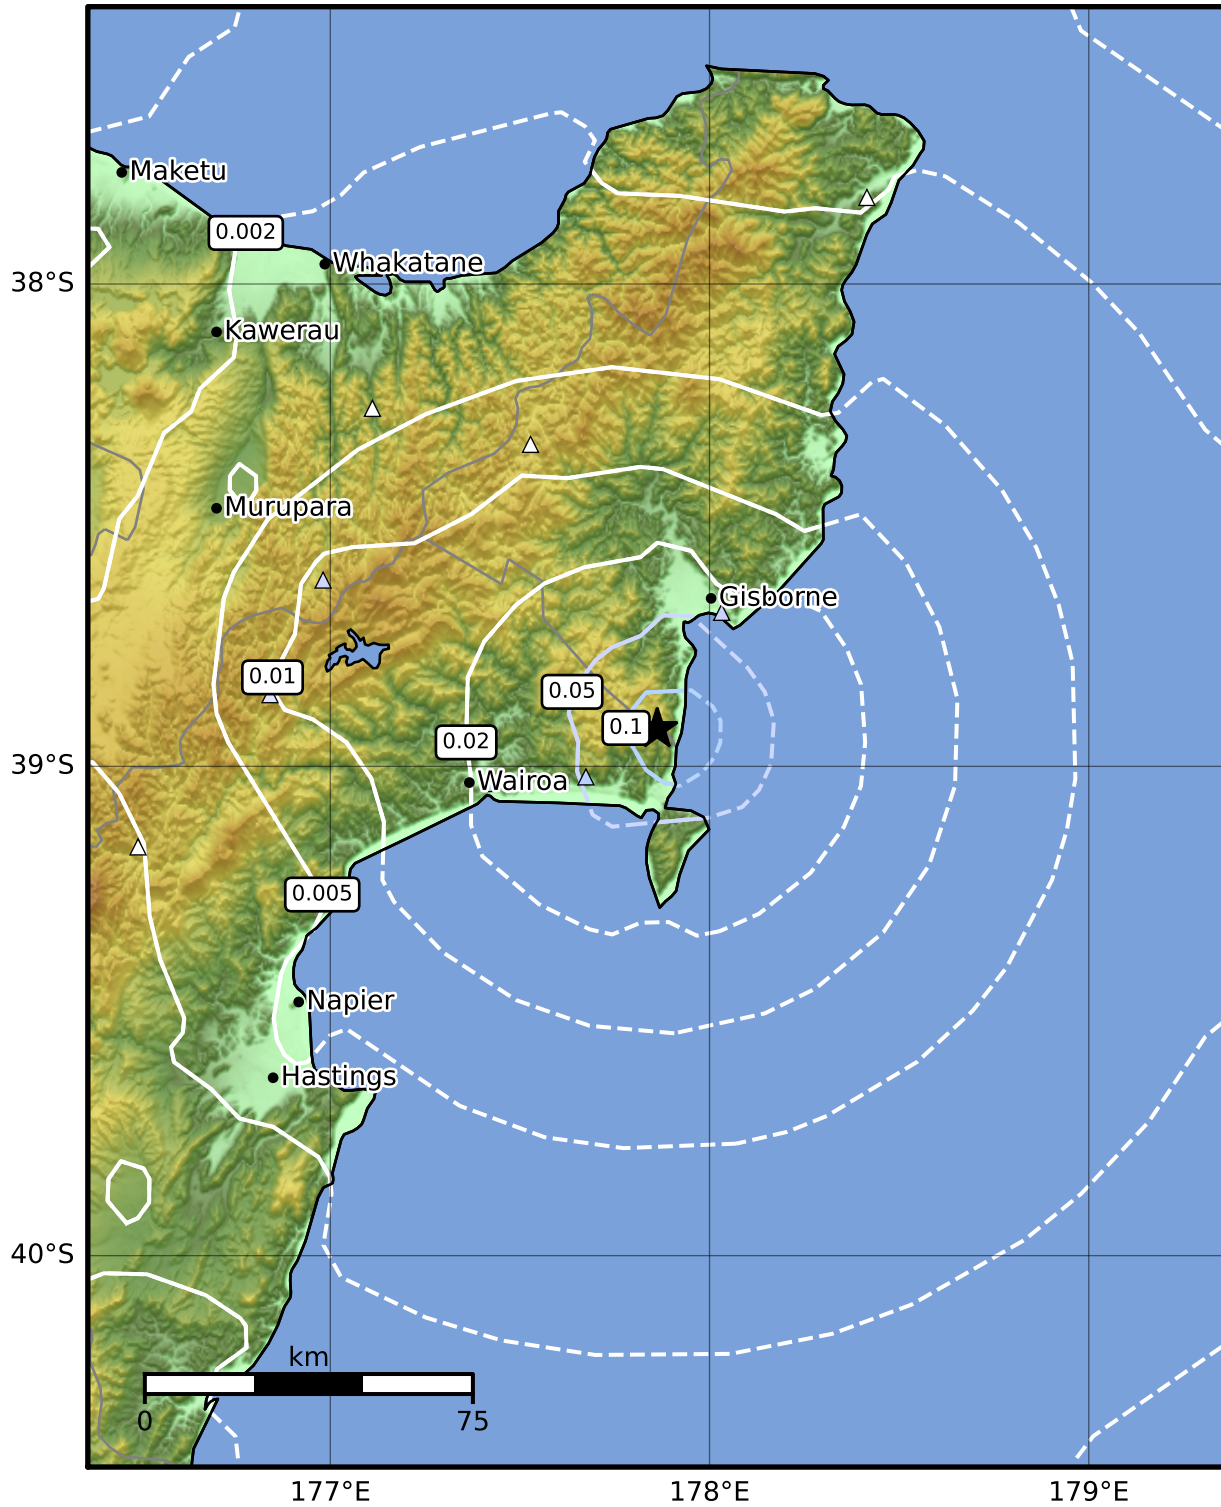 Maketu
0.002
Whakatane
38°S
Kawerau
Murupara
Gisborne
0.01
0.05
0.1
0.02
39°S
Wairoa
0.005
Napier
Hastings
40°S
km
0
75
177°E
178°E
179°E